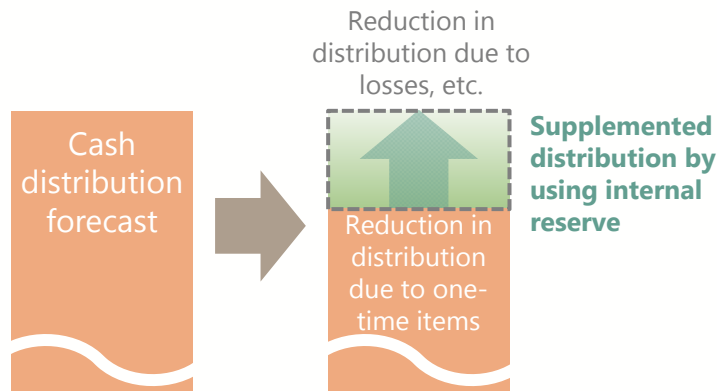 Reduction in
distribution due to
losses, etc.
Cash
distribution
forecast
Supplemented
distribution by
using internal
reserve
Reduction in
distribution
due to one-
time items